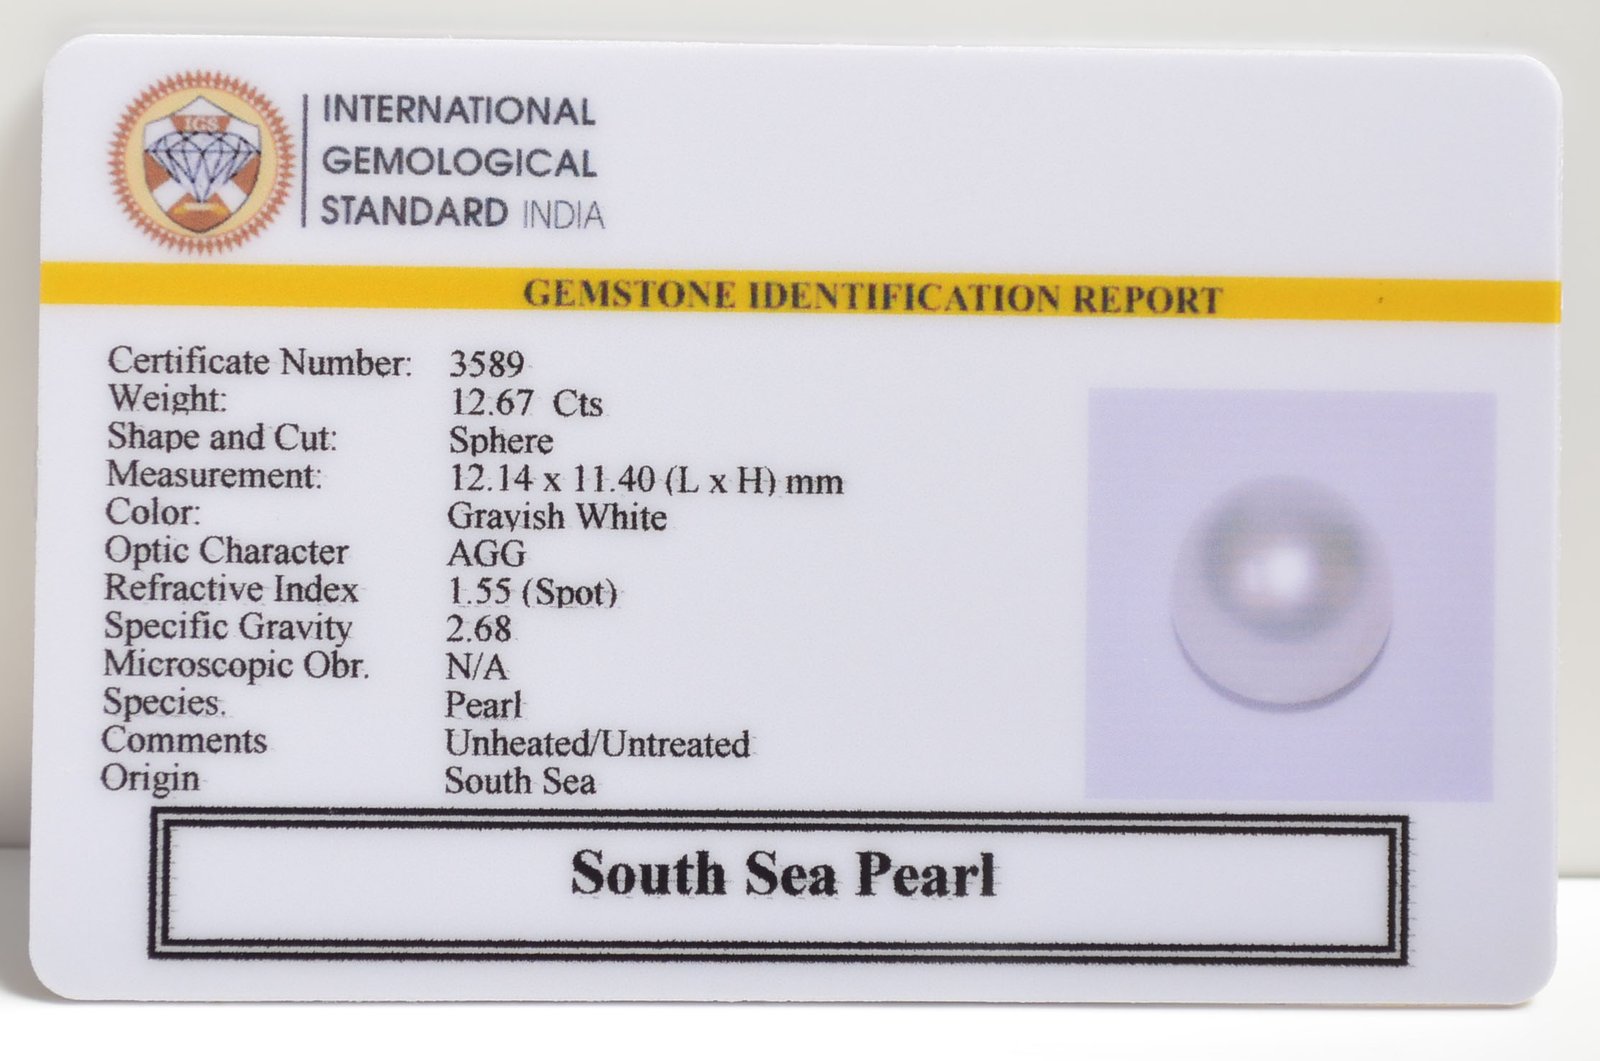 IGS
INTERNATIONAL
GEMOLOGICAL
STANDARD INDIA
GEMSTONE IDENTIFICATION REPORT
Certificate Number: 3589
Weight: 12.67 Cts
Shape and Cut: Sphere
Measurement: 12.14 x 11.40 (L x H) mm
Color: Grayish White
Optic Character AGG
Refractive Index 1.55 (Spot)
Specific Gravity 2.68
Microscopic Obr. N/A
Species. Pearl
Comments Unheated/Untreated
Origin South Sea
South Sea Pearl